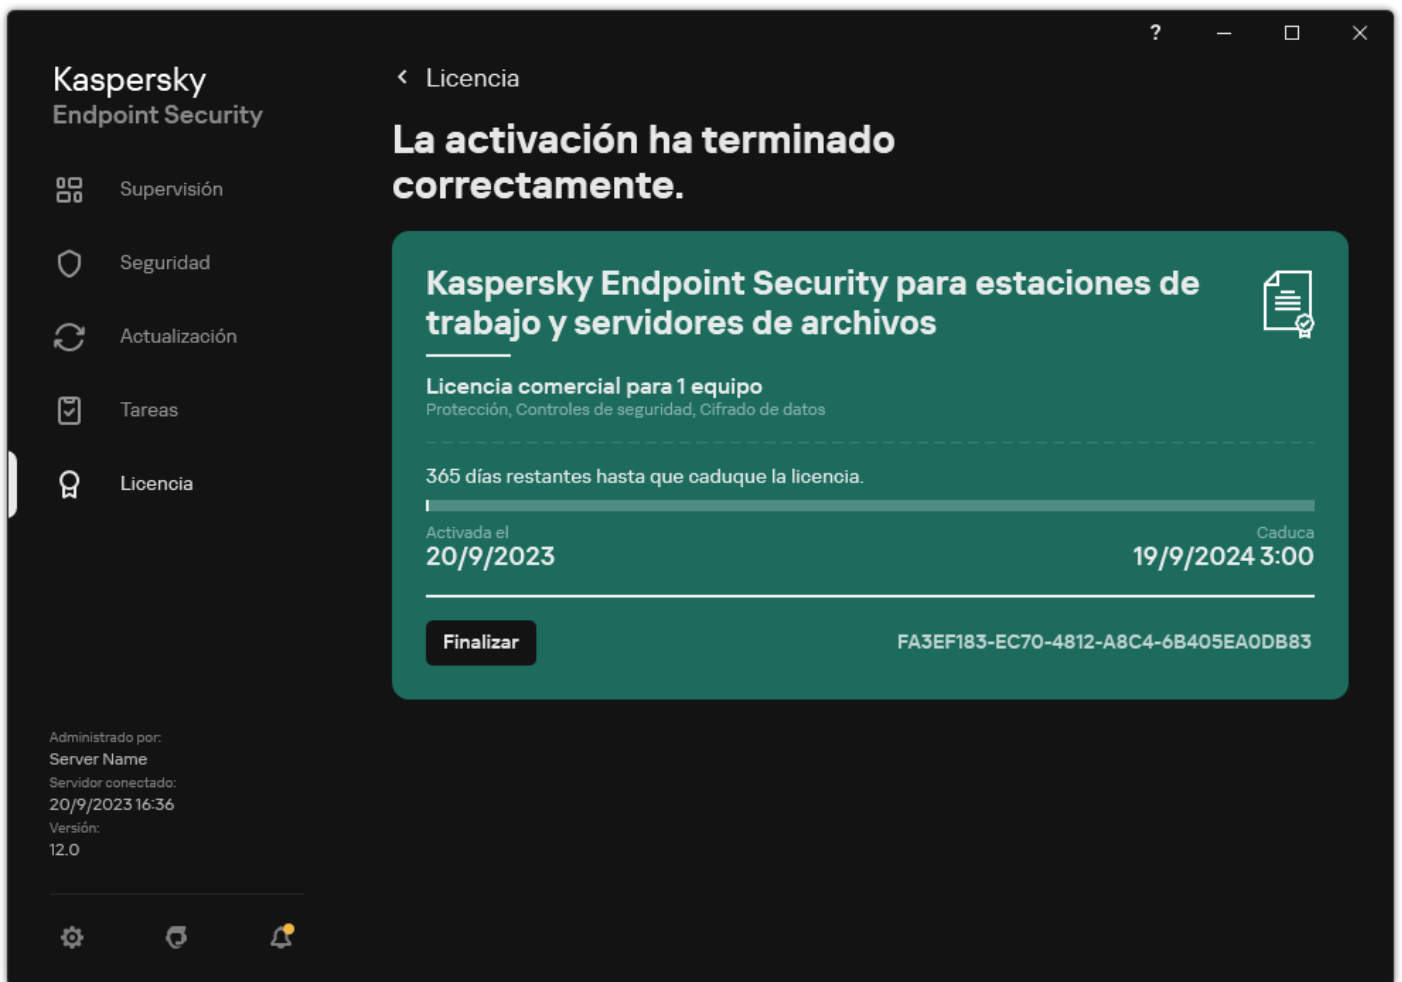 ?
Kaspersky
Endpoint Security
Supervisión
Seguridad
Actualización
Tareas
Licencia
Administrado por:
Server Name
Servidor conectado:
20/9/2023 16:36
Versión:
12.0
Licencia
La activación ha terminado
correctamente.
Kaspersky Endpoint Security para estaciones de
trabajo y servidores de archivos
Licencia comercial para 1 equipo
Protección, Controles de seguridad, Cifrado de datos
365 días restantes hasta que caduque la licencia.
Activada el
20/9/2023
Caduca
19/9/2024 3:00
Finalizar
FA3EF183-EC70-4812-A8C4-6B405EA0DB83